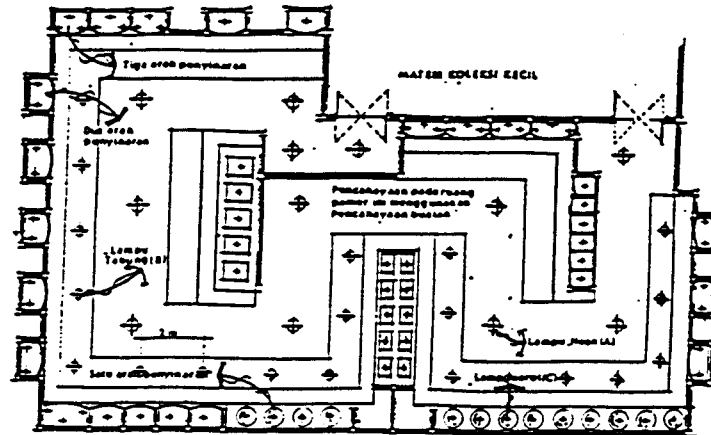 Tiga arah penyinaran
MATERI KOLEKSI KECIL
Dua arah
penyinaran
Pencahayaan pada ruang
pamer ini menggunakan
Pencahayaan buatan
Lampu
Tabung (B)
2 m
Lampu Neon (A)
Satu arah penyinaran